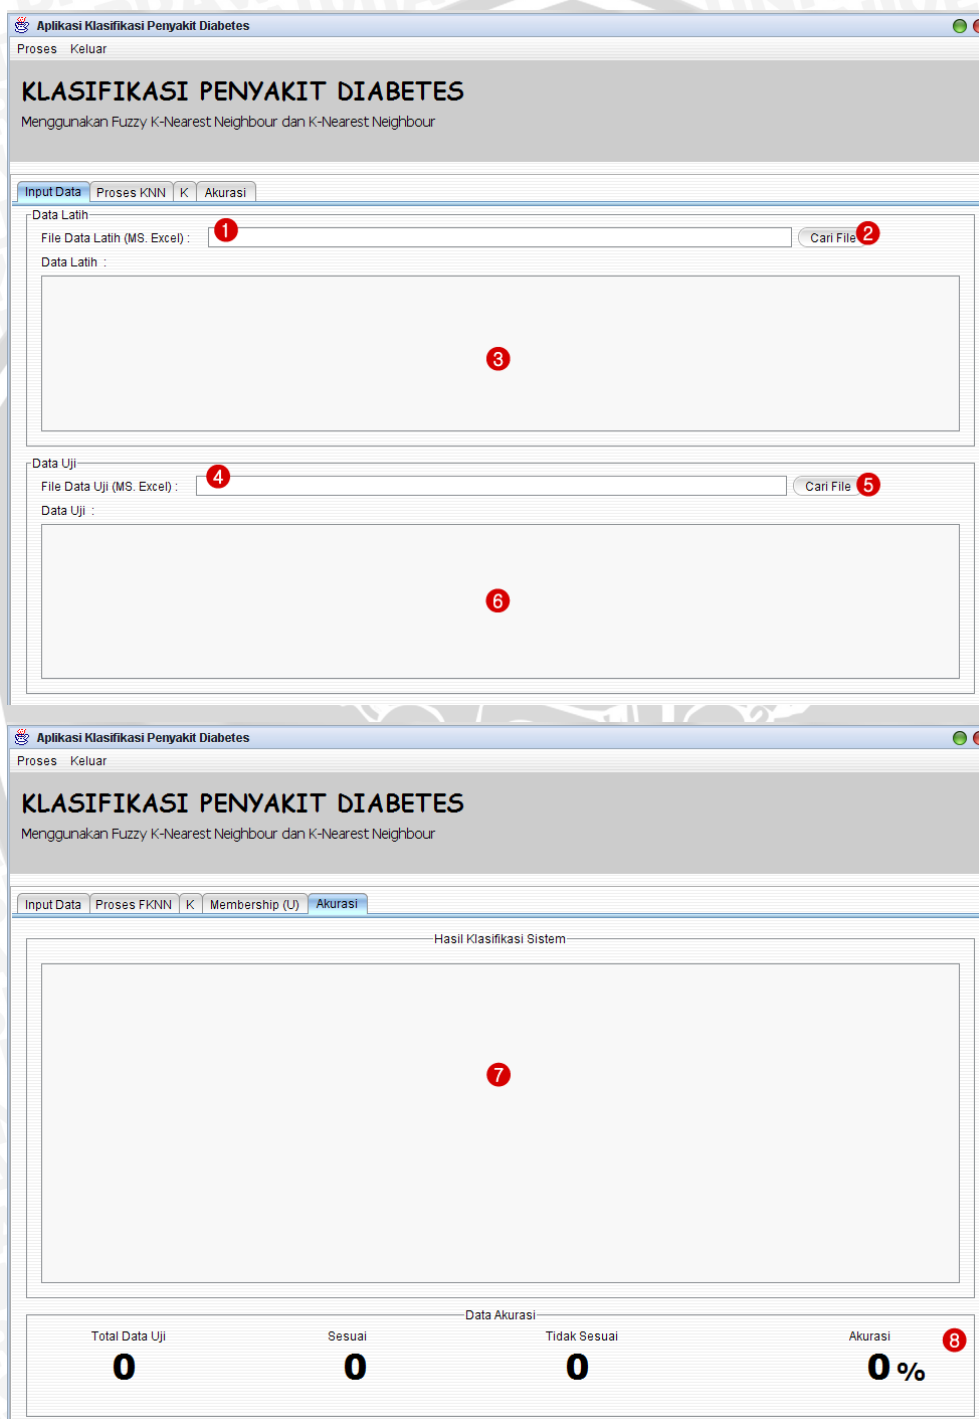 Aplikasi Klasifikasi Penyakit Diabetes
Proses Keluar
KLASIFIKASI PENYAKIT DIABETES
Menggunakan Fuzzy K-Nearest Neighbour dan K-Nearest Neighbour
Input Data Proses KNN K Akurasi
Data Latih
File Data Latih (MS. Excel) : 1 Cari File 2
Data Latih :
3
Data Uji
File Data Uji (MS. Excel) : 4 Cari File 5
Data Uji :
6
Aplikasi Klasifikasi Penyakit Diabetes
Proses Keluar
KLASIFIKASI PENYAKIT DIABETES
Menggunakan Fuzzy K-Nearest Neighbour dan K-Nearest Neighbour
Input Data Proses FKNN K Membership (U) Akurasi
Hasil Klasifikasi Sistem
7
Data Akurasi
Total Data Uji Sesuai Tidak Sesuai Akurasi 8
0 0 0 0 %